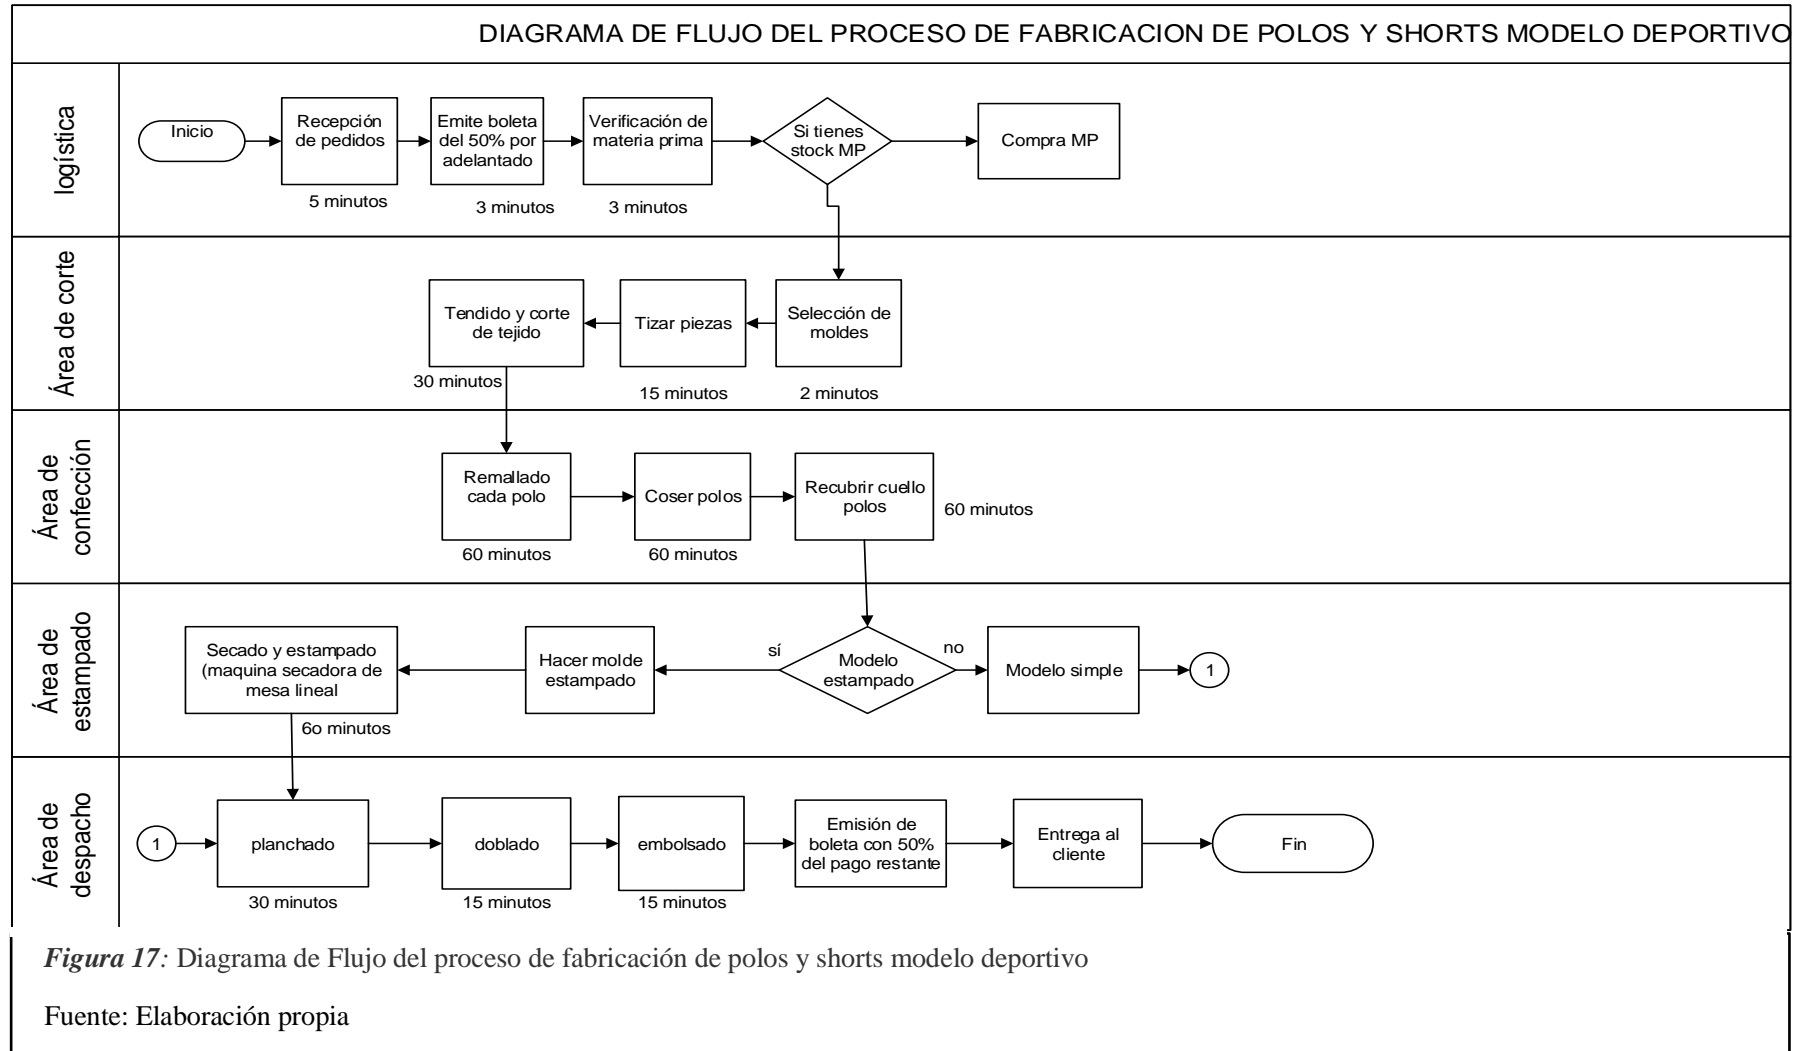 DIAGRAMA DE FLUJO DEL PROCESO DE FABRICACION DE POLOS Y SHORTS MODELO DEPORTIVO
logística
Inicio
Recepción
de pedidos
5 minutos
Emite boleta
del 50% por
adelantado
3 minutos
Verificación de
materia prima
3 minutos
Si tienes
stock MP
Compra MP
Área de corte
Selección de
moldes
2 minutos
Tizar piezas
15 minutos
Tendido y corte
de tejido
30 minutos
Área de
confección
Remallado
cada polo
60 minutos
Coser polos
60 minutos
Recubrir cuello
polos
60 minutos
Área de
estampado
Modelo
estampado
sí
no
Hacer molde
estampado
Secado y estampado
(maquina secadora de
mesa lineal
6o minutos
Modelo simple
1
Área de
despacho
1
planchado
30 minutos
doblado
15 minutos
embolsado
15 minutos
Emisión de
boleta con 50%
del pago restante
Entrega al
cliente
Fin
Figura 17: Diagrama de Flujo del proceso de fabricación de polos y shorts modelo deportivo
Fuente: Elaboración propia